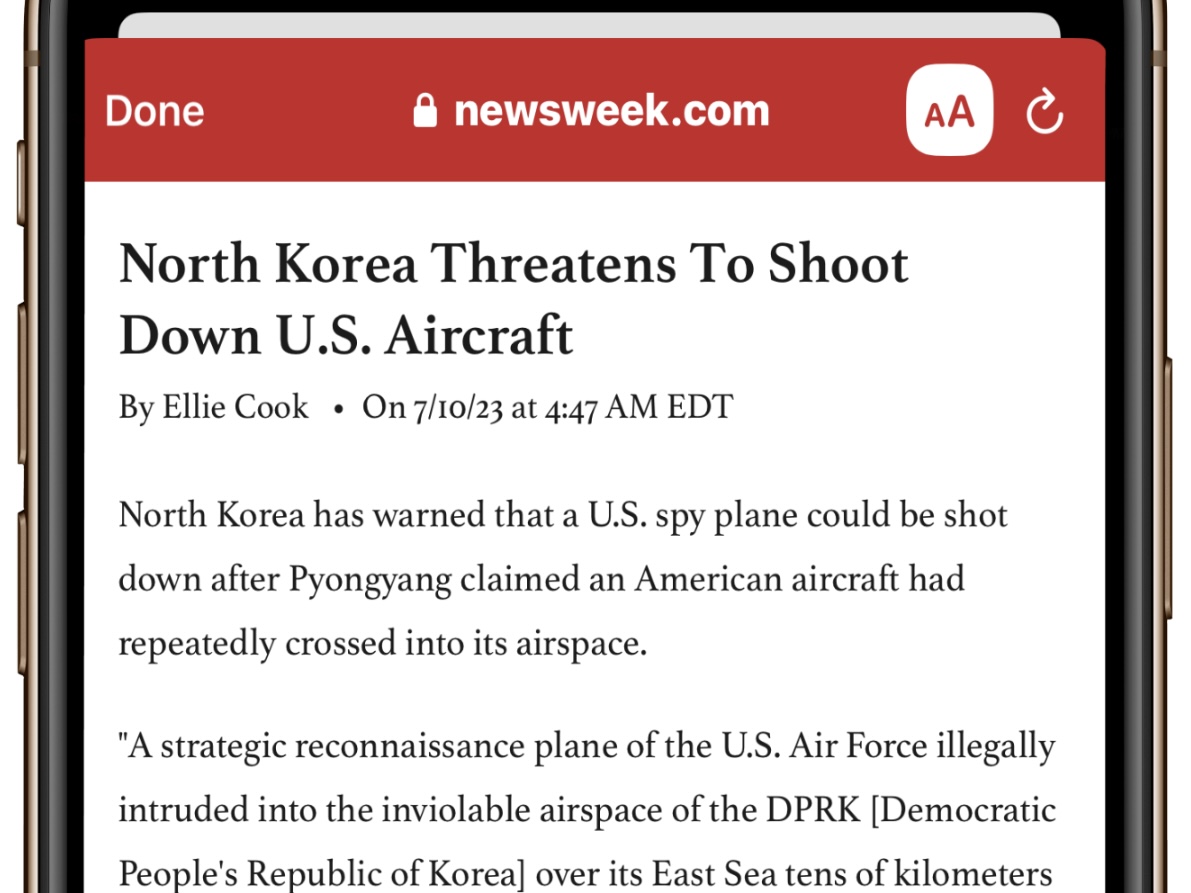 Done
newsweek.com
AA
North Korea Threatens To Shoot
Down U.S. Aircraft
By Ellie Cook • On 7/10/23 at 4:47 AM EDT
North Korea has warned that a U.S. spy plane could be shot
down after Pyongyang claimed an American aircraft had
repeatedly crossed into its airspace.
"A strategic reconnaissance plane of the U.S. Air Force illegally
intruded into the inviolable airspace of the DPRK [Democratic
People's Republic of Korea] over its East Sea tens of kilometers